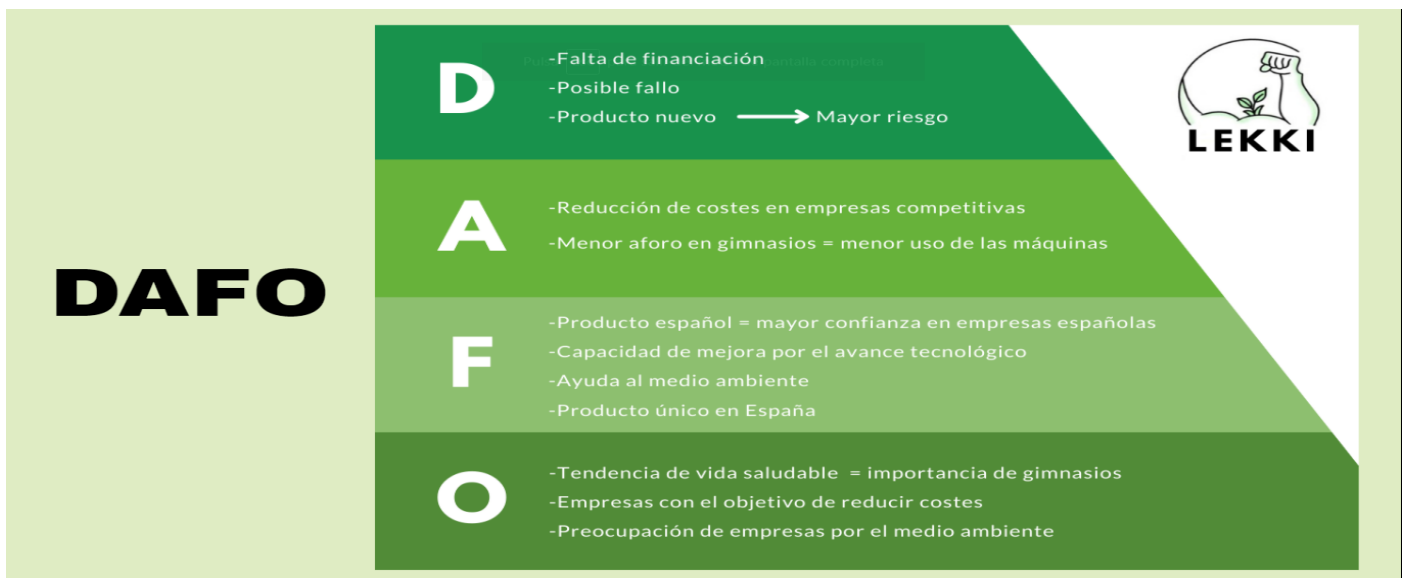 DAFO
D
-Falta de financiación
-Posible fallo
-Producto nuevo ⟶ Mayor riesgo
LEKKI
A
-Reducción de costes en empresas competitivas
-Menor aforo en gimnasios = menor uso de las máquinas
F
-Producto español = mayor confianza en empresas españolas
-Capacidad de mejora por el avance tecnológico
-Ayuda al medio ambiente
-Producto único en España
O
-Tendencia de vida saludable = importancia de gimnasios
-Empresas con el objetivo de reducir costes
-Preocupación de empresas por el medio ambiente